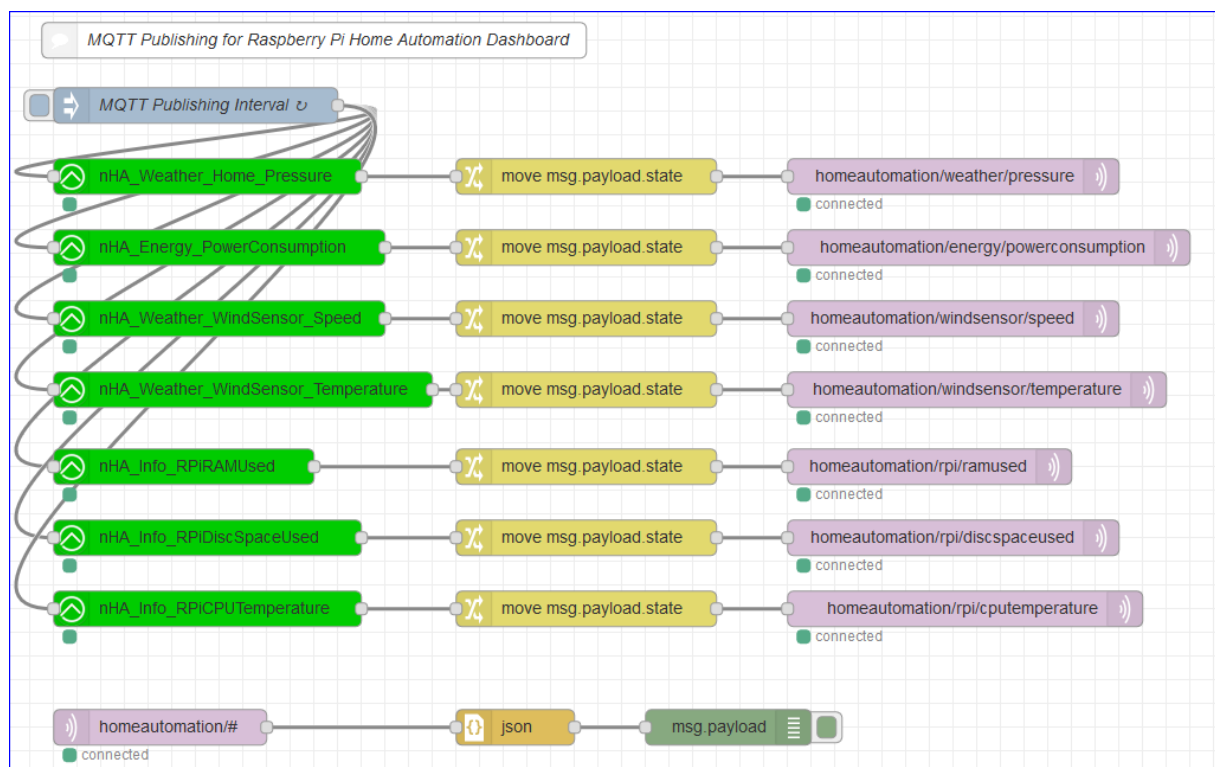 MQTT Publishing for Raspberry Pi Home Automation Dashboard
MQTT Publishing Interval ↻
nHA_Weather_Home_Pressure move msg.payload.state homeautomation/weather/pressure
connected
nHA_Energy_PowerConsumption move msg.payload.state homeautomation/energy/powerconsumption
connected
nHA_Weather_WindSensor_Speed move msg.payload.state homeautomation/windsensor/speed
connected
nHA_Weather_WindSensor_Temperature move msg.payload.state homeautomation/windsensor/temperature
connected
nHA_Info_RPiRAMUsed move msg.payload.state homeautomation/rpi/ramused
connected
nHA_Info_RPiDiscSpaceUsed move msg.payload.state homeautomation/rpi/discspaceused
connected
nHA_Info_RPiCPUTemperature move msg.payload.state homeautomation/rpi/cputemperature
connected
homeautomation/# {} json msg.payload
connected